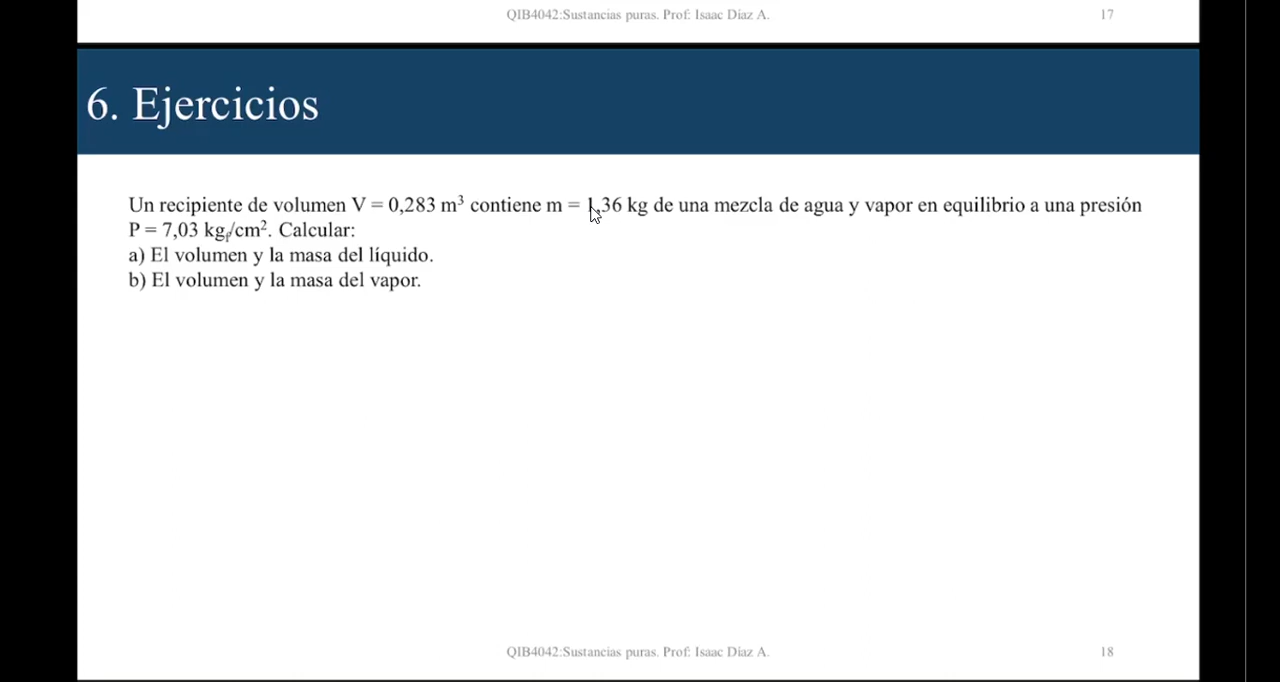 QIB4042:Sustancias puras. Prof: Isaac Díaz A. 17
6. Ejercicios
Un recipiente de volumen V = 0,283 m³ contiene m = 1,36 kg de una mezcla de agua y vapor en equilibrio a una presión
P = 7,03 kgf/cm². Calcular:
a) El volumen y la masa del líquido.
b) El volumen y la masa del vapor.
QIB4042:Sustancias puras. Prof: Isaac Díaz A. 18